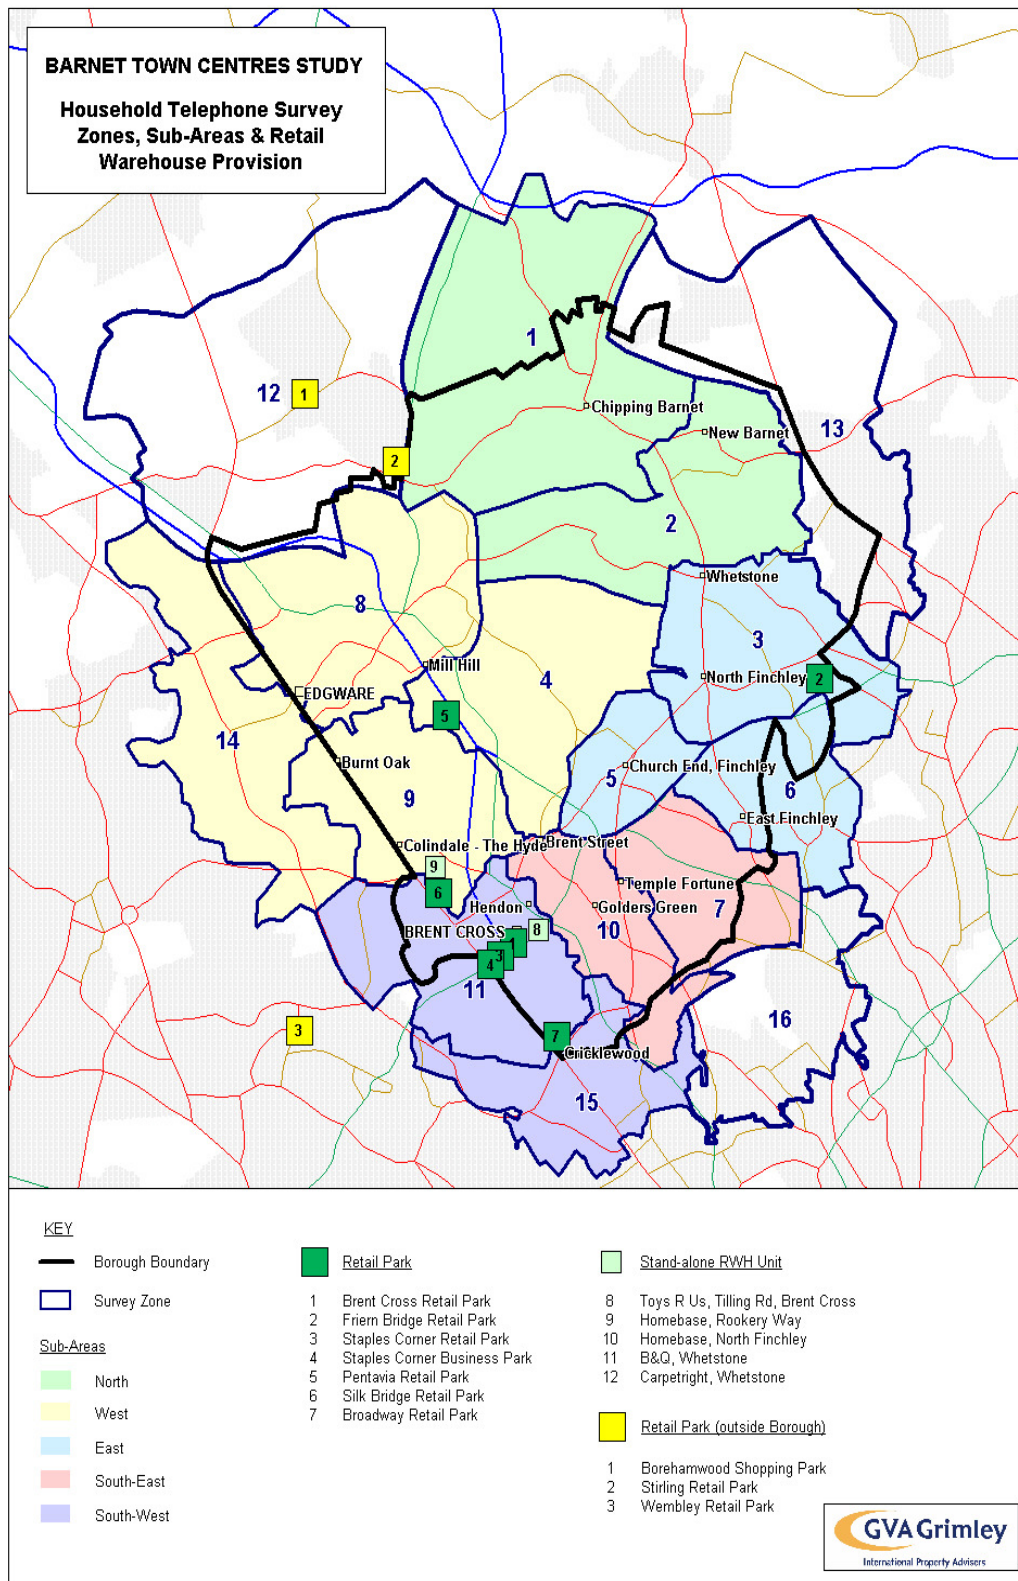 BARNET TOWN CENTRES STUDY
Household Telephone Survey
Zones, Sub-Areas & Retail
Warehouse Provision
1
12
1
Chipping Barnet
13
New Barnet
2
2
Whetstone
8
3
Mill Hill
4
North Finchley
2
EDGWARE
5
14
Burnt Oak
Church End, Finchley
5
6
9
East Finchley
Colindale - The Hyde
Brent Street
9
6
Temple Fortune
Hendon
Golders Green
7
BRENT CROSS
8
10
1
3
4
11
16
3
7
Cricklewood
15
KEY
Borough Boundary
Survey Zone
Sub-Areas
North
West
East
South-East
South-West
Retail Park
1 Brent Cross Retail Park
2 Friern Bridge Retail Park
3 Staples Corner Retail Park
4 Staples Corner Business Park
5 Pentavia Retail Park
6 Silk Bridge Retail Park
7 Broadway Retail Park
Stand-alone RWH Unit
8 Toys R Us, Tilling Rd, Brent Cross
9 Homebase, Rookery Way
10 Homebase, North Finchley
11 B&Q, Whetstone
12 Carpetright, Whetstone
Retail Park (outside Borough)
1 Borehamwood Shopping Park
2 Stirling Retail Park
3 Wembley Retail Park
GVA Grimley
International Property Advisers